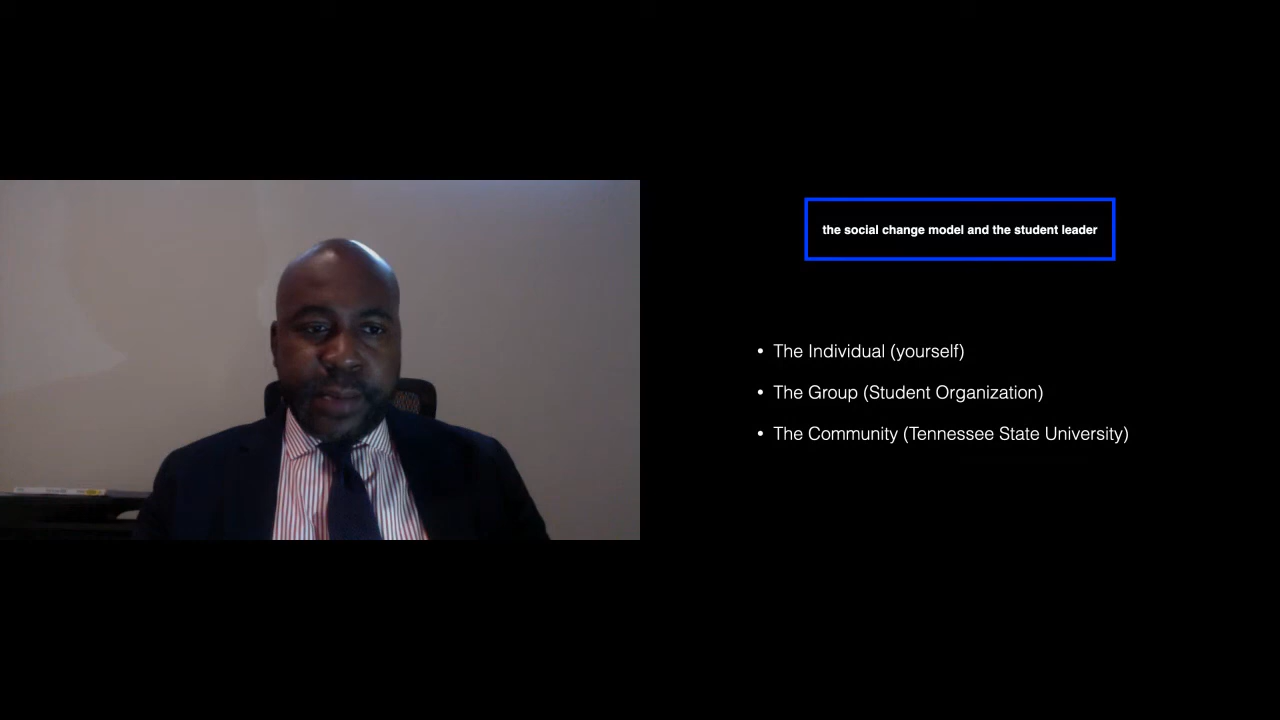 the social change model and the student leader
• The Individual (yourself)
• The Group (Student Organization)
• The Community (Tennessee State University)